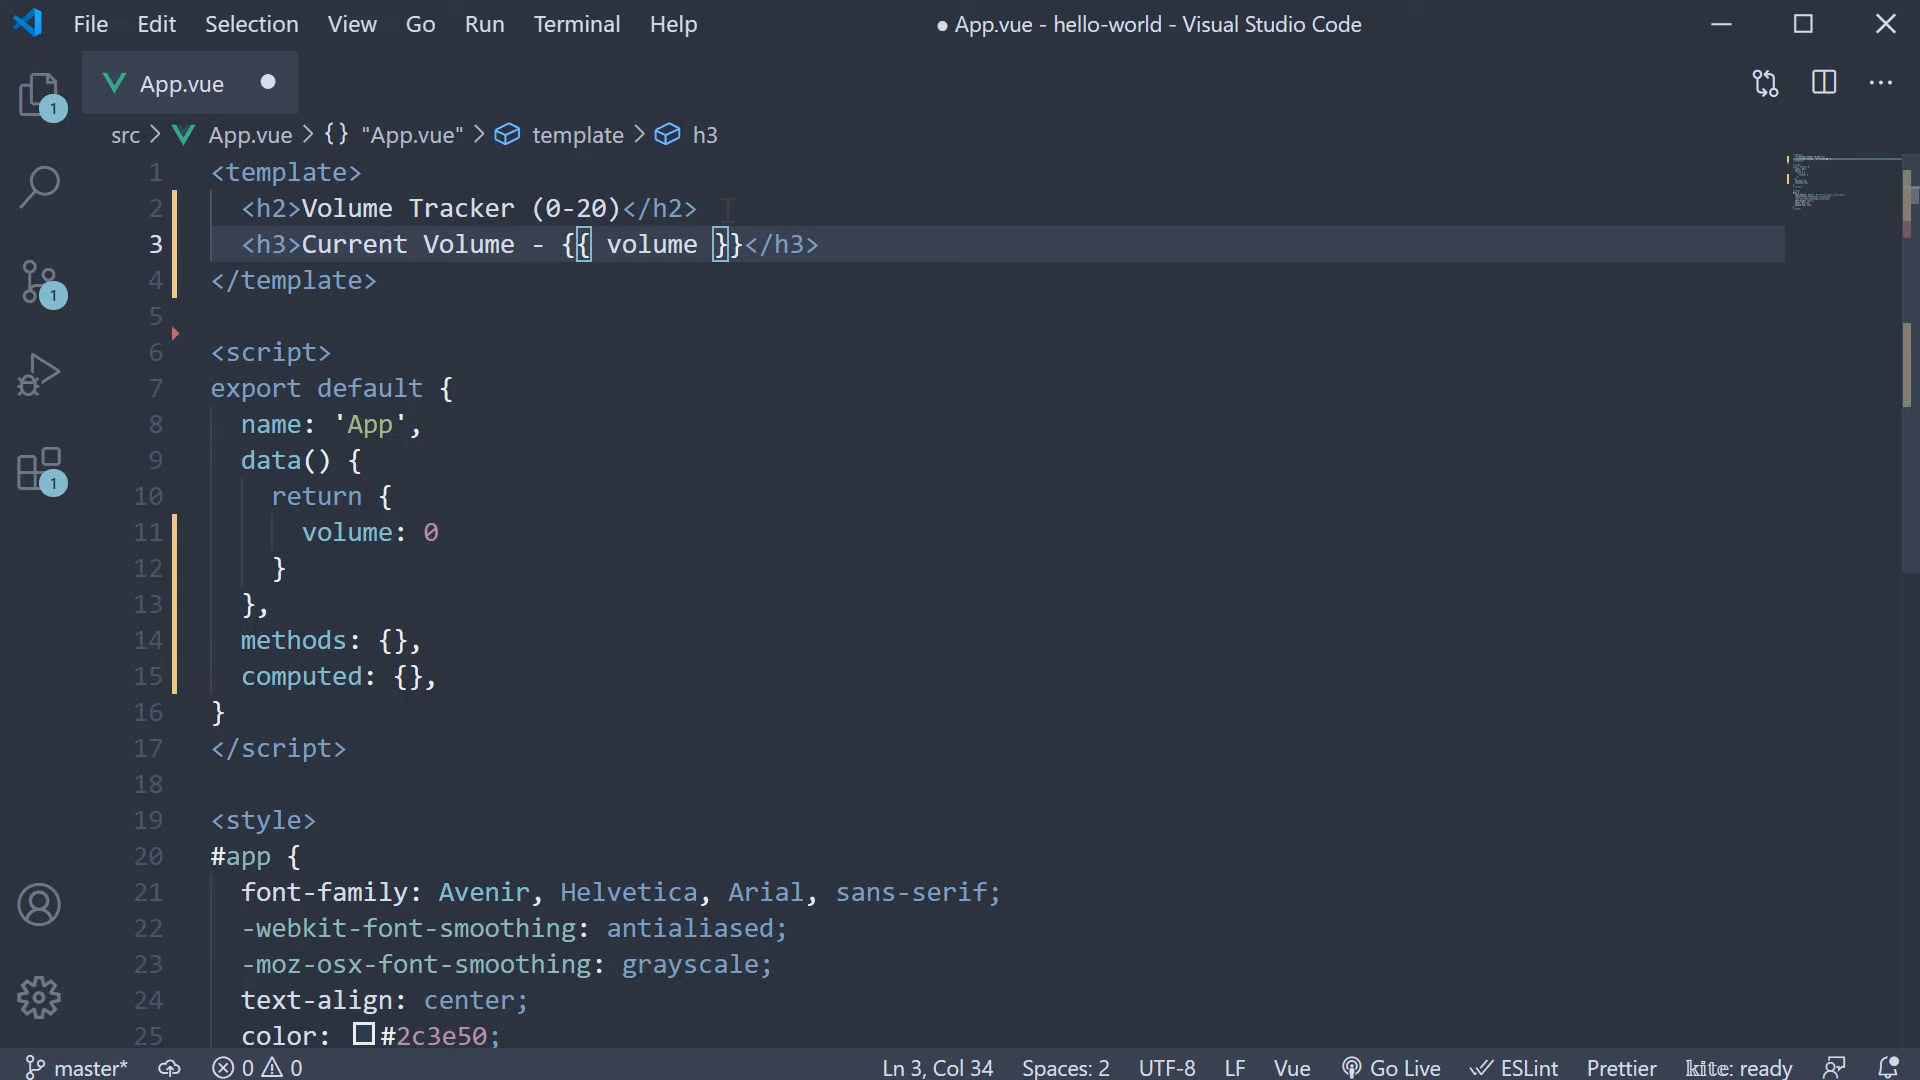 File Edit Selection View Go Run Terminal Help ● App.vue - hello-world - Visual Studio Code
App.vue
src > App.vue > {} "App.vue" > template > h3
1 <template>
2 <h2>Volume Tracker (0-20)</h2>
3 <h3>Current Volume - {{ volume }}</h3>
4 </template>
5
6 <script>
7 export default {
8 name: 'App',
9 data() {
10 return {
11 volume: 0
12 }
13 },
14 methods: {},
15 computed: {},
16 }
17 </script>
18
19 <style>
20 #app {
21 font-family: Avenir, Helvetica, Arial, sans-serif;
22 -webkit-font-smoothing: antialiased;
23 -moz-osx-font-smoothing: grayscale;
24 text-align: center;
25 color: #2c3e50;
1
1
1
master* 0 0 Ln 3, Col 34 Spaces: 2 UTF-8 LF Vue Go Live ESLint Prettier kite: ready